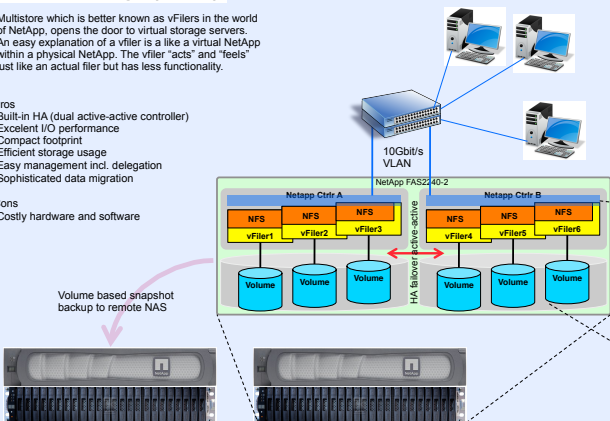 Multistore which is better known as vFilers in the world
of NetApp, opens the door to virtual storage servers.
An easy explanation of a vfiler is a like a virtual NetApp
within a physical NetApp. The vfiler "acts" and "feels"
ust like an actual filer but has less functionality.
ros
Built-in HA (dual active-active controller)
Excelent I/O performance
Compact footprint
Efficient storage usage
Easy management incl. delegation
Sophisticated data migration
ons
Costly hardware and software
10Gbit/s
VLAN
NetApp FAS2240-2
Netapp Ctrlr A
Netapp Ctrlr B
NFS
NFS
NFS
vFiler1
vFiler2
vFiler3
NFS
NFS
NFS
vFiler4
vFiler5
vFiler6
HA failover active-active
Volume
Volume
Volume
Volume
Volume
Volume
Volume based snapshot
backup to remote NAS
NetApp
NetApp